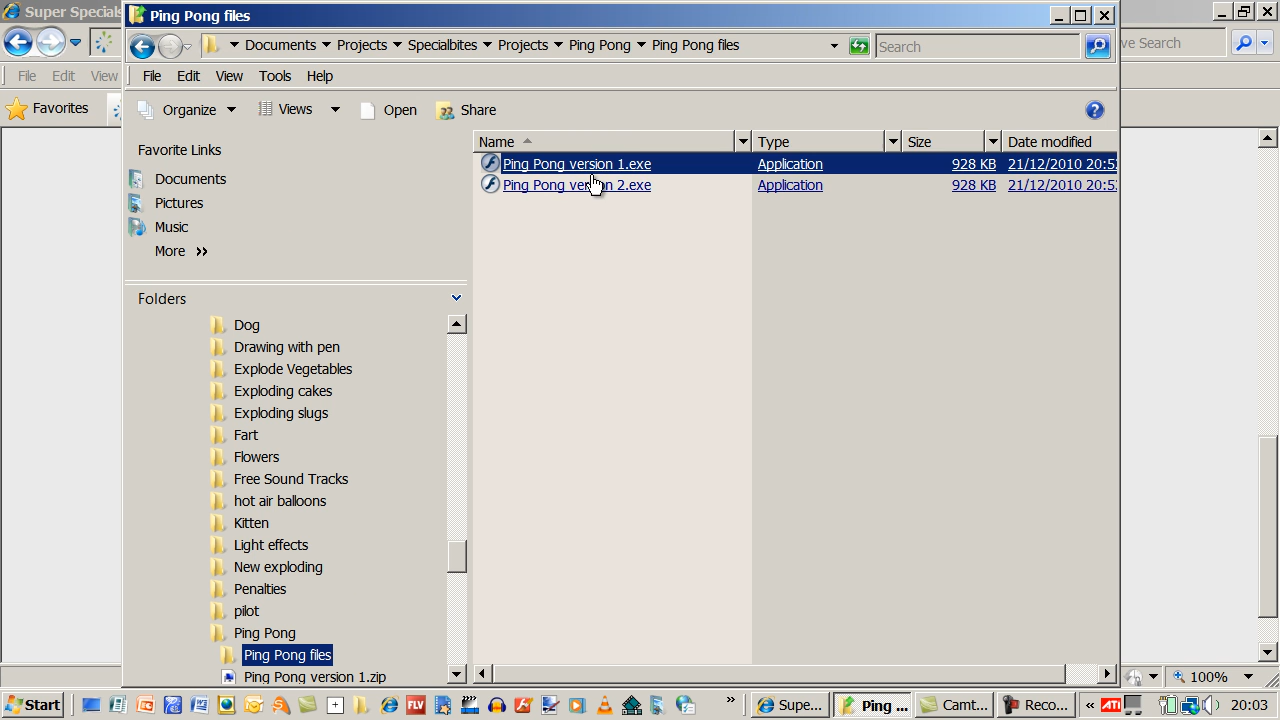 Super Specials
Ping Pong files
Documents Projects Specialbites Projects Ping Pong Ping Pong files
Search
ve Search
File Edit View
File Edit View Tools Help
Favorites
Organize Views Open Share
Favorite Links
Documents
Pictures
Music
More
Folders
Dog
Drawing with pen
Explode Vegetables
Exploding cakes
Exploding slugs
Fart
Flowers
Free Sound Tracks
hot air balloons
Kitten
Light effects
New exploding
Penalties
pilot
Ping Pong
Ping Pong files
Ping Pong version 1.zip
Name Type Size Date modified
Ping Pong version 1.exe Application 928 KB 21/12/2010 20:5
Ping Pong version 2.exe Application 928 KB 21/12/2010 20:5
100%
Start FLV Supe... Ping ... Camt... Reco... ATI 20:03